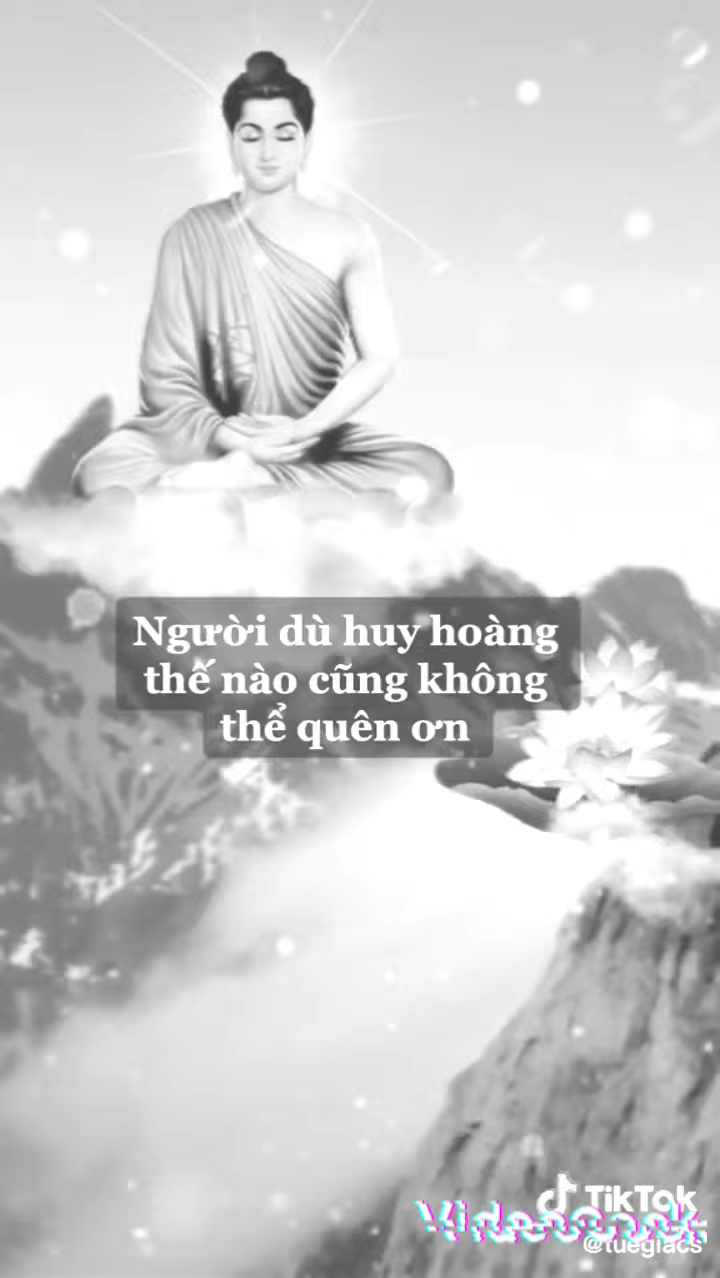 Người dù huy hoàng
thế nào cũng không
thể quên ơn
TikTok
@tuegiacs